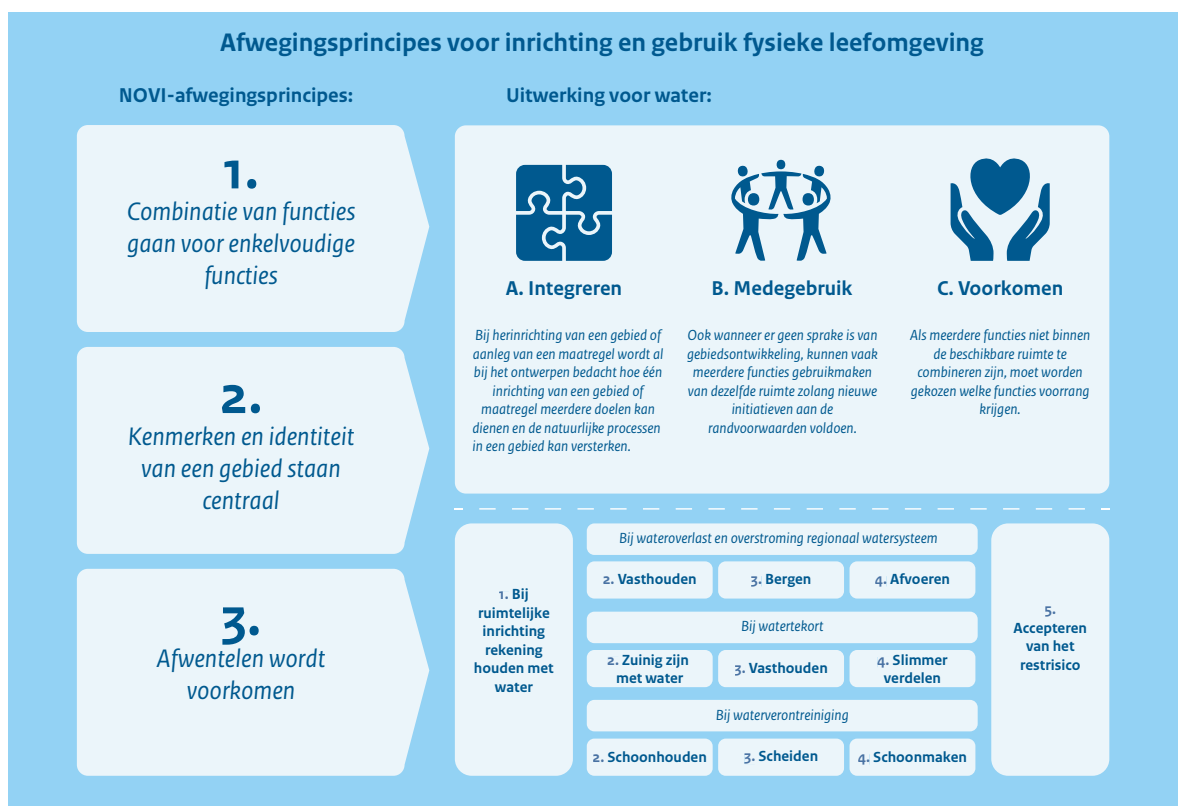 Afwegingsprincipes voor inrichting en gebruik fysieke leefomgeving
NOVI-afwegingsprincipes:
1.
Combinatie van functies
gaan voor enkelvoudige
functies
2.
Kenmerken en identiteit
van een gebied staan
centraal
3.
Afwentelen wordt
voorkomen
Uitwerking voor water:
A. Integreren
Bij herinrichting van een gebied of
aanleg van een maatregel wordt al
bij het ontwerpen bedacht hoe één
inrichting van een gebied of
maatregel meerdere doelen kan
dienen en de natuurlijke processen
in een gebied kan versterken.
B. Medegebruik
Ook wanneer er geen sprake is van
gebiedsontwikkeling, kunnen vaak
meerdere functies gebruikmaken
van dezelfde ruimte zolang nieuwe
initiatieven aan de
randvoorwaarden voldoen.
C. Voorkomen
Als meerdere functies niet binnen
de beschikbare ruimte te
combineren zijn, moet worden
gekozen welke functies voorrang
krijgen.
1. Bij
ruimtelijke
inrichting
rekening
houden met
water
Bij wateroverlast en overstroming regionaal watersysteem
2. Vasthouden
3. Bergen
4. Afvoeren
Bij watertekort
2. Zuinig zijn
met water
3. Vasthouden
4. Slimmer
verdelen
Bij waterverontreiniging
2. Schoonhouden
3. Scheiden
4. Schoonmaken
5.
Accepteren
van het
restrisico